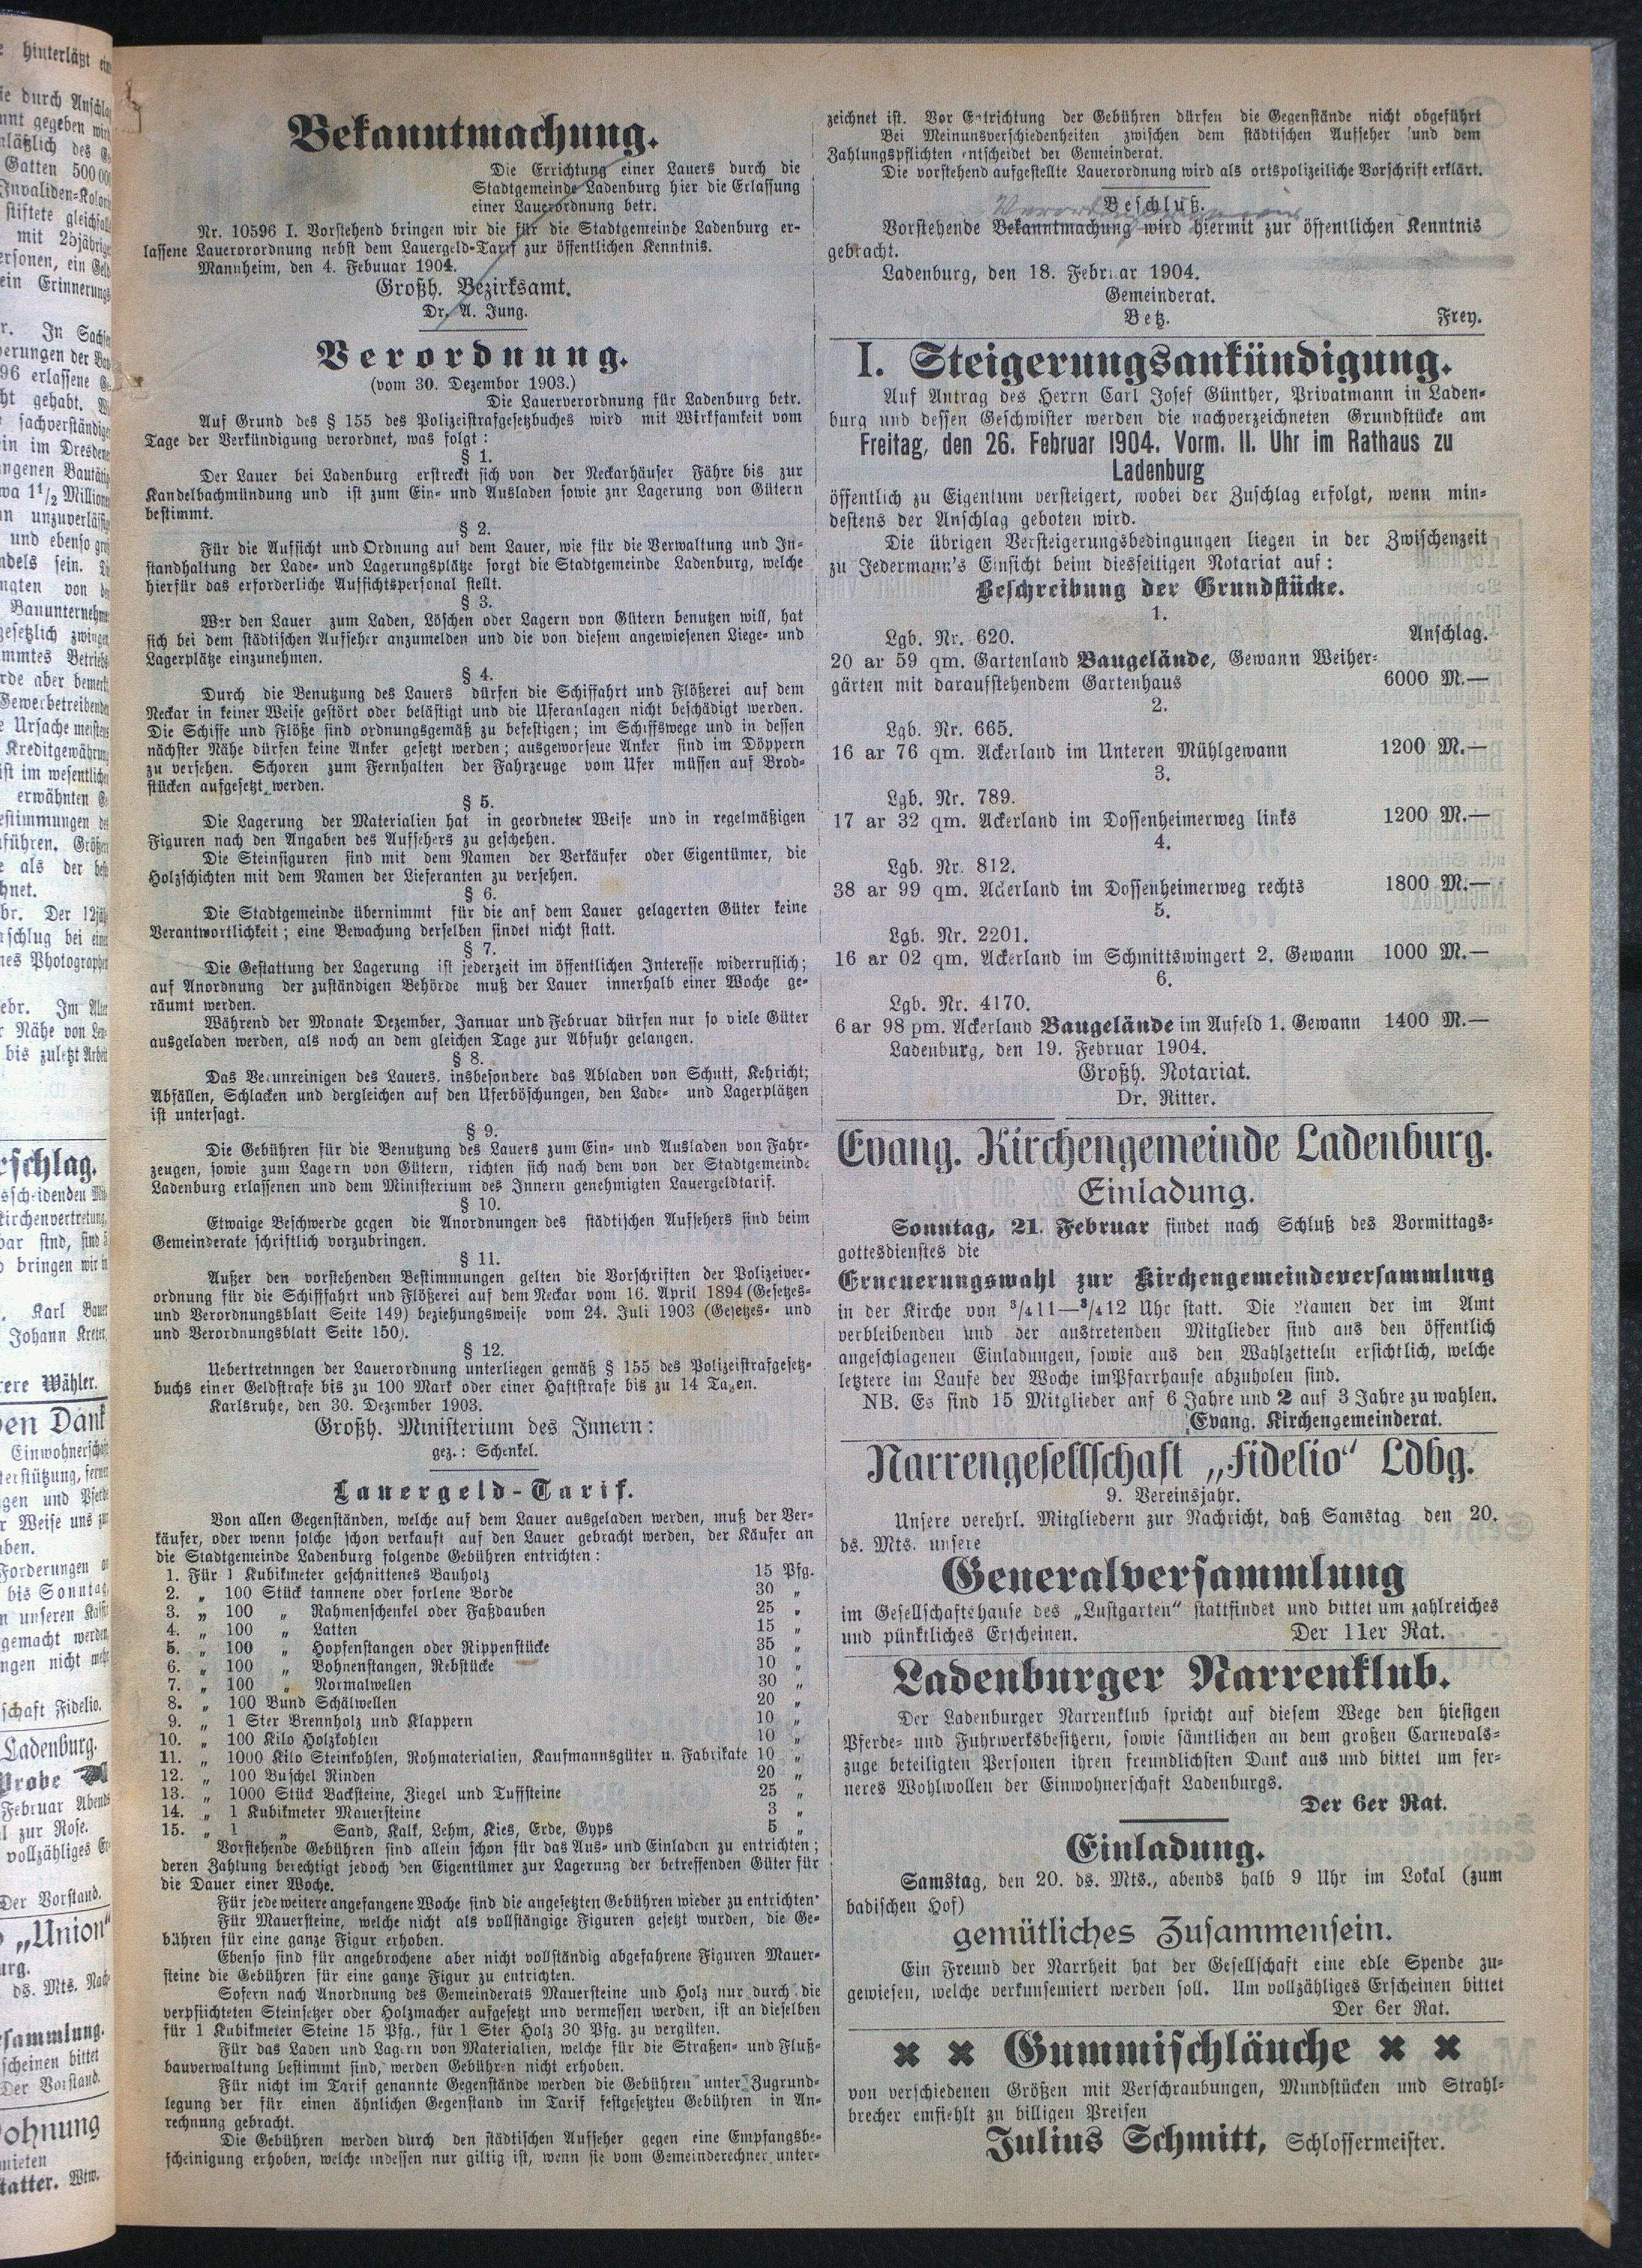 Bekanntmachung.
Die Errichtung einer Lauers durch die
Stadtgemeinde Ladenburg hier die Erlassung
einer Lauerordnung betr.
Nr. 10596 I. Vorstehend bringen wir die für die Stadtgemeinde Ladenburg er-
lassene Lauerorordnung nebst dem Lauergeld-Tarif zur öffentlichen Kenntnis.
Mannheim, den 4. Febuuar 1904.
Großh. Bezirksamt.
Dr. A. Jung.
Verordnung.
(vom 30. Dezembor 1903.)
Die Lauerverordnung für Ladenburg betr.
Auf Grund des § 155 des Polizeistrafgesetzbuches wird mit Wirksamkeit vom
Tage der Verkündigung verordnet, was folgt:
§ 1.
Der Lauer bei Ladenburg erstreckt sich von der Neckarhäuser Fähre bis zur
Kandelbachmündung und ist zum Ein- und Ausladen sowie znr Lagerung von Gütern
bestimmt.
§ 2.
Für die Aufsicht und Ordnung auf dem Lauer, wie für die Verwaltung und In-
standhaltung der Lade- und Lagerungsplätze sorgt die Stadtgemeinde Ladenburg, welche
hierfür das erforderliche Aufsichtspersonal stellt.
§ 3.
Wer den Lauer zum Laden, Löschen oder Lagern von Gütern benutzen will, hat
sich bei dem städtischen Aufseher anzumelden und die von diesem angewiesenen Liege- und
Lagerplätze einzunehmen.
§ 4.
Durch die Benutzung des Lauers dürfen die Schiffahrt und Flößerei auf dem
Neckar in keiner Weise gestört oder belästigt und die Uferanlagen nicht beschädigt werden.
Die Schiffe und Flöße sind ordnungsgemäß zu befestigen; im Schiffswege und in dessen
nächster Nähe dürfen keine Anker gesetzt werden; ausgeworfeue Anker sind im Döppern
zu versehen. Schoren zum Fernhalten der Fahrzeuge vom Ufer müssen auf Brod-
stücken aufgesetzt werden.
§ 5.
Die Lagerung der Materialien hat in geordneter Weise und in regelmäßigen
Figuren nach den Angaben des Aufsehers zu geschehen.
Die Steinfiguren sind mit dem Namen der Verkäufer oder Eigentümer, die
Holzschichten mit dem Namen der Lieferanten zu versehen.
§ 6.
Die Stadtgemeinde übernimmt für die anf dem Lauer gelagerten Güter keine
Verantwortlichkeit; eine Bewachung derselben findet nicht statt.
§ 7.
Die Gestattung der Lagerung ist jederzeit im öffentlichen Interesse widerruflich;
auf Anordnung der zuständigen Behörde muß der Lauer innerhalb einer Woche ge-
räumt werden.
Während der Monate Dezember, Januar und Februar dürfen nur so viele Güter
ausgeladen werden, als noch an dem gleichen Tage zur Abfuhr gelangen.
§ 8.
Das Verunreinigen des Lauers, insbesondere das Abladen von Schutt, Kehricht;
Abfällen, Schlacken und dergleichen auf den Uferböschungen, den Lade- und Lagerplätzen
ist untersagt.
§ 9.
Die Gebühren für die Benutzung des Lauers zum Ein- und Ausladen von Fahr-
zeugen, sowie zum Lagern von Gütern, richten sich nach dem von der Stadtgemeinde
Ladenburg erlassenen und dem Ministerium des Innern genehmigten Lauergeldtarif.
§ 10.
Etwaige Beschwerde gegen die Anordnungen des städtischen Aufsehers sind beim
Gemeinderate schriftlich vorzubringen.
§ 11.
Außer den vorstehenden Bestimmungen gelten die Vorschriften der Polizeiver-
ordnung für die Schifffahrt und Flößerei auf dem Neckar vom 16. April 1894 (Gesetzes-
und Verordnungsblatt Seite 149) beziehungsweise vom 24. Juli 1903 (Gesetzes- und
und Verordnungsblatt Seite 150).
§ 12.
Uebertretnngen der Lauerordnung unterliegen gemäß § 155 des Polizeistrafgesetz-
buchs einer Geldstrafe bis zu 100 Mark oder einer Haftstrafe bis zu 14 Tagen.
Karlsruhe, den 30. Dezember 1903.
Großh. Ministerium des Innern:
gez.: Schenkel.
Lauergeld-Tarif.
Von allen Gegenständen, welche auf dem Lauer ausgeladen werden, muß der Ver-
käufer, oder wenn solche schon verkauft auf den Lauer gebracht werden, der Käufer an
die Stadtgemeinde Ladenburg folgende Gebühren entrichten:
1. Für 1 Kubikmeter geschnittenes Bauholz 15 Pfg.
2. „ 100 Stück tannene oder forlene Borde 30 „
3. „ 100 „ Rahmenschenkel oder Faßdauben 25 „
4. „ 100 „ Latten 15 „
5. „ 100 „ Hopfenstangen oder Rippenstücke 35 „
6. „ 100 „ Bohnenstangen, Rebstücke 10 „
7. „ 100 „ Normalwellen 30 „
8. „ 100 Bund Schälwellen 20 „
9. „ 1 Ster Brennholz und Klappern 10 „
10. „ 100 Kilo Holzkohlen 10 „
11. „ 1000 Kilo Steinkohlen, Rohmaterialien, Kaufmannsgüter u. Fabrikate 10 „
12. „ 100 Buschel Rinden 20 „
13. „ 1000 Stück Backsteine, Ziegel und Tuffsteine 25 „
14. „ 1 Kubikmeter Mauersteine 3 „
15. „ 1 „ Sand, Kalk, Lehm, Kies, Erde, Gyps 5 „
Vorstehende Gebühren sind allein schon für das Aus- und Einladen zu entrichten;
deren Zahlung berechtigt jedoch den Eigentümer zur Lagerung der betreffenden Güter für
die Dauer einer Woche.
Für jede weitere angefangene Woche sind die angesetzten Gebühren wieder zu entrichten.
Für Mauersteine, welche nicht als vollstängige Figuren gesetzt wurden, die Ge-
bühren für eine ganze Figur erhoben.
Ebenso sind für angebrochene aber nicht vollständig abgefahrene Figuren Mauer-
steine die Gebühren für eine ganze Figur zu entrichten.
Sofern nach Anordnung des Gemeinderats Mauersteine und Holz nur durch die
verpflichteten Steinsetzer oder Holzmacher aufgesetzt und vermessen werden, ist an dieselben
für 1 Kubikmeter Steine 15 Pfg., für 1 Ster Holz 30 Pfg. zu vergüten.
Für das Laden und Lagern von Materialien, welche für die Straßen- und Fluß-
bauverwaltung bestimmt sind, werden Gebühren nicht erhoben.
Für nicht im Tarif genannte Gegenstände werden die Gebühren unter Zugrund-
legung der für einen ähnlichen Gegenstand im Tarif festgesetzteu Gebühren in An-
rechnung gebracht.
Die Gebühren werden durch den städtischen Aufseher gegen eine Empfangsbe-
scheinigung erhoben, welche indessen nur giltig ist, wenn sie vom Gemeinderechner unter-
zeichnet ist. Vor Entrichtung der Gebühren dürfen die Gegenstände nicht obgeführt
Bei Meinunsverschiedenheiten zwischen dem städtischen Aufseher und dem
Zahlungspflichten entscheidet der Gemeinderat.
Die vorstehend aufgestellte Lauerordnung wird als ortspolizeiliche Vorschrift erklärt.
Beschluß.
Vorstehende Bekanntmachung wird hiermit zur öffentlichen Kenntnis
gebracht.
Ladenburg, den 18. Februar 1904.
Gemeinderat.
Betz. Frey.
I. Steigerungsankündigung.
Auf Antrag des Herrn Carl Josef Günther, Privatmann in Laden-
burg und dessen Geschwister werden die nachverzeichneten Grundstücke am
Freitag, den 26. Februar 1904. Vorm. II. Uhr im Rathaus zu
Ladenburg
öffentlich zu Eigentum versteigert, wobei der Zuschlag erfolgt, wenn min-
destens der Anschlag geboten wird.
Die übrigen Versteigerungsbedingungen liegen in der Zwischenzeit
zu Jedermann's Einsicht beim diesseitigen Notariat auf:
Beschreibung der Grundstücke.
1.
Lgb. Nr. 620. Anschlag.
20 ar 59 qm. Gartenland Baugelände, Gewann Weiher-
gärten mit daraufstehendem Gartenhaus 6000 M.—
2.
Lgb. Nr. 665.
16 ar 76 qm. Ackerland im Unteren Mühlgewann 1200 M.—
3.
Lgb. Nr. 789.
17 ar 32 qm. Ackerland im Dossenheimerweg links 1200 M.—
4.
Lgb. Nr. 812.
38 ar 99 qm. Ackerland im Dossenheimerweg rechts 1800 M.—
5.
Lgb. Nr. 2201.
16 ar 02 qm. Ackerland im Schmittswingert 2. Gewann 1000 M.—
6.
Lgb. Nr. 4170.
6 ar 98 pm. Ackerland Baugelände im Aufeld 1. Gewann 1400 M.—
Ladenburg, den 19. Februar 1904.
Großh. Notariat.
Dr. Ritter.
Evang. Kirchengemeinde Ladenburg.
Einladung.
Sonntag, 21. Februar findet nach Schluß des Vormittags-
gottesdienstes die
Erneuerungswahl zur Kirchengemeindeversammlung
in der Kirche von 3/4 11—3/4 12 Uhr statt. Die Namen der im Amt
verbleibenden und der austretenden Mitglieder sind aus den öffentlich
angeschlagenen Einladungen, sowie aus den Wahlzetteln ersichtlich, welche
letztere im Laufe der Woche im Pfarrhause abzuholen sind.
NB. Es sind 15 Mitglieder anf 6 Jahre und 2 auf 3 Jahre zu wahlen.
Evang. Kirchengemeinderat.
Narrengesellschaft „Fidelio“ Ldbg.
9. Vereinsjahr.
Unsere verehrl. Mitgliedern zur Nachricht, daß Samstag den 20.
ds. Mts. unsere
Generalversammlung
im Gesellschaftshause des „Lustgarten“ stattfindet und bittet um zahlreiches
und pünktliches Erscheinen. Der 11er Rat.
Ladenburger Narrenklub.
Der Ladenburger Narrenklub spricht auf diesem Wege den hiesigen
Pferde- und Fuhrwerksbesitzern, sowie sämtlichen an dem großen Carnevals-
zuge beteiligten Personen ihren freundlichsten Dank aus und bittet um fer-
neres Wohlwollen der Einwohnerschaft Ladenburgs.
Der 6er Rat.
Einladung.
Samstag, den 20. ds. Mts., abends halb 9 Uhr im Lokal (zum
badischen Hof)
gemütliches Zusammensein.
Ein Freund der Narrheit hat der Gesellschaft eine edle Spende zu-
gewiesen, welche verkunsemiert werden soll. Um vollzähliges Erscheinen bittet
Der 6er Rat.
Gummischläuche
von verschiedenen Größen mit Verschraubungen, Mundstücken und Strahl-
brecher emfiehlt zu billigen Preisen
Julius Schmitt, Schlossermeister.